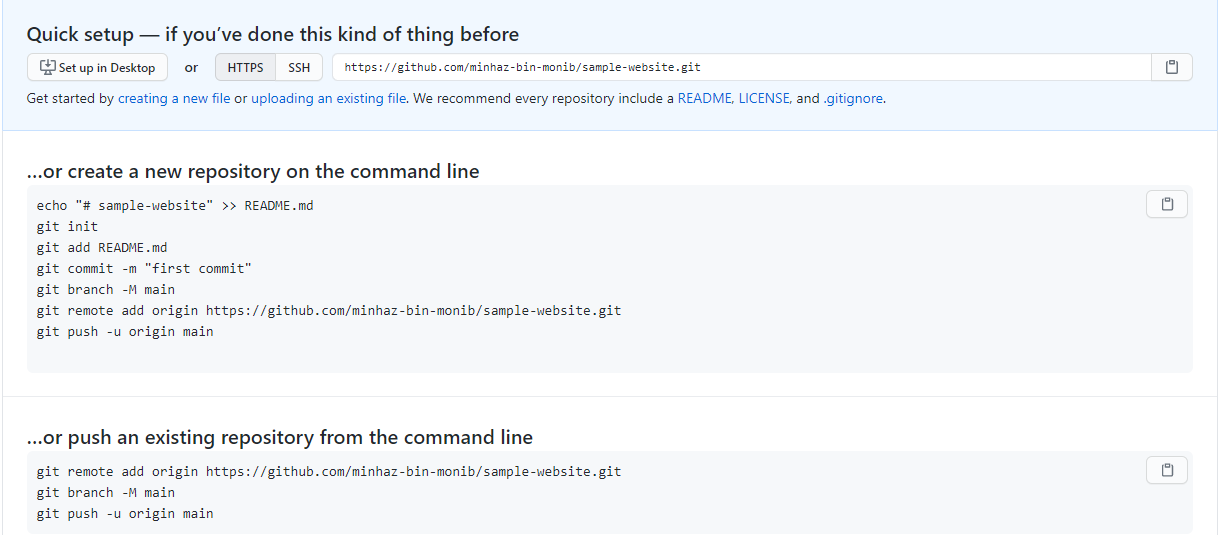 Quick setup — if you’ve done this kind of thing before
Set up in Desktop or HTTPS SSH https://github.com/minhaz-bin-monib/sample-website.git
Get started by creating a new file or uploading an existing file. We recommend every repository include a README, LICENSE, and .gitignore.
…or create a new repository on the command line
echo "# sample-website" >> README.md
git init
git add README.md
git commit -m "first commit"
git branch -M main
git remote add origin https://github.com/minhaz-bin-monib/sample-website.git
git push -u origin main
…or push an existing repository from the command line
git remote add origin https://github.com/minhaz-bin-monib/sample-website.git
git branch -M main
git push -u origin main